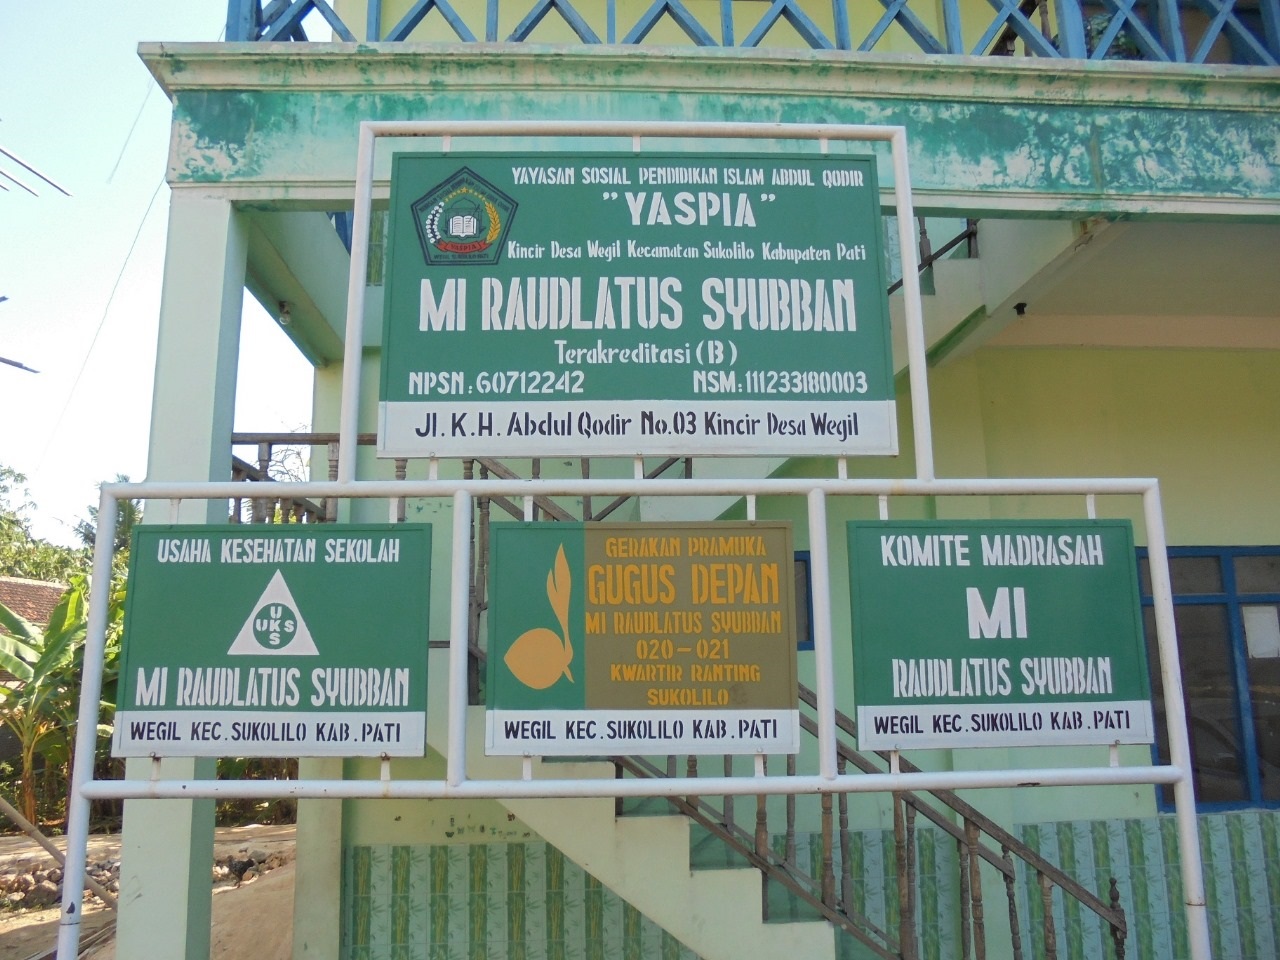 YAYASAN SOSIAL PENDIDIKAN ISLAM ABDUL QODIR
"YASPIA"
Kincir Desa Wegil Kecamatan Sukolilo Kabupaten Pati
MI RAUDLATUS SYUBBAN
Terakreditasi (B)
NPSN: 60712242 NSM: 111233180003
Jl. K.H. Abdul Qodir No.03 Kincir Desa Wegil
YASPIA
USAHA KESEHATAN SEKOLAH
U
UKS
S
MI RAUDLATUS SYUBBAN
WEGIL KEC. SUKOLILO KAB. PATI
GERAKAN PRAMUKA
GUGUS DEPAN
MI RAUDLATUS SYUBBAN
020-021
KWARTIR RANTING
SUKOLILO
WEGIL KEC. SUKOLILO KAB. PATI
KOMITE MADRASAH
MI
RAUDLATUS SYUBBAN
WEGIL KEC. SUKOLILO KAB. PATI